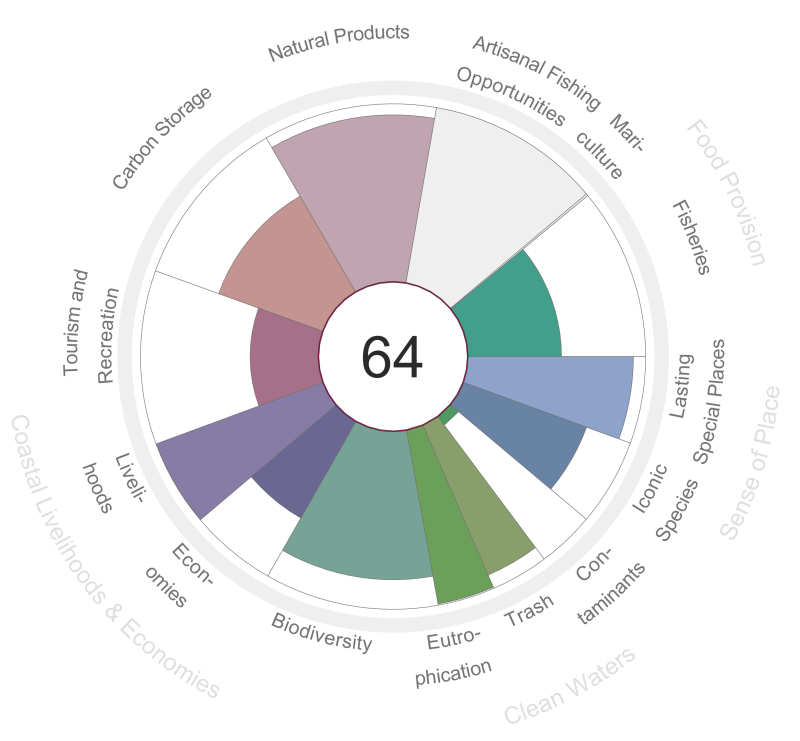 Natural Products
Artisanal Fishing
Opportunities
Mari-
culture
Food Provision
Fisheries
Carbon Storage
Tourism and
Recreation
64
Lasting
Special Places
Sense of Place
Iconic
Species
Coastal Livelihoods & Economies
Liveli-
hoods
Econ-
omies
Biodiversity
Eutro-
phication
Trash
Con-
taminants
Clean Waters